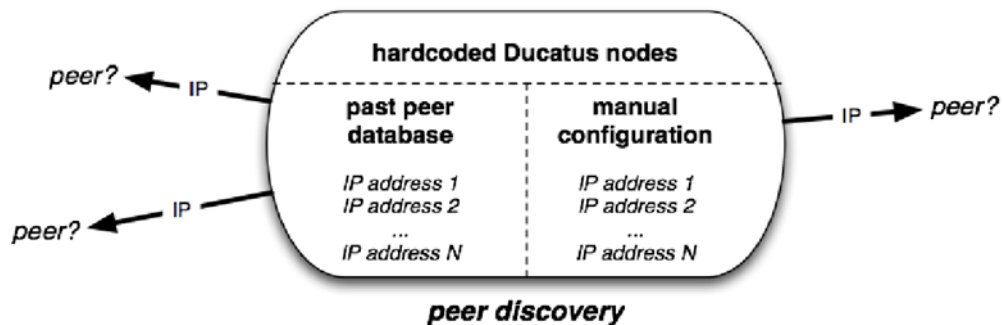 hardcoded Ducatus nodes
peer?
IP
past peer
database
manual
configuration
IP
peer?
IP address 1
IP address 2
...
IP address N
IP address 1
IP address 2
...
IP address N
IP
peer?
peer discovery